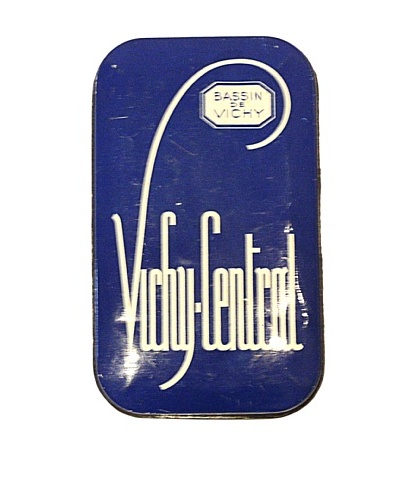 BASSIN
DE
VICHY
Vichy-Central